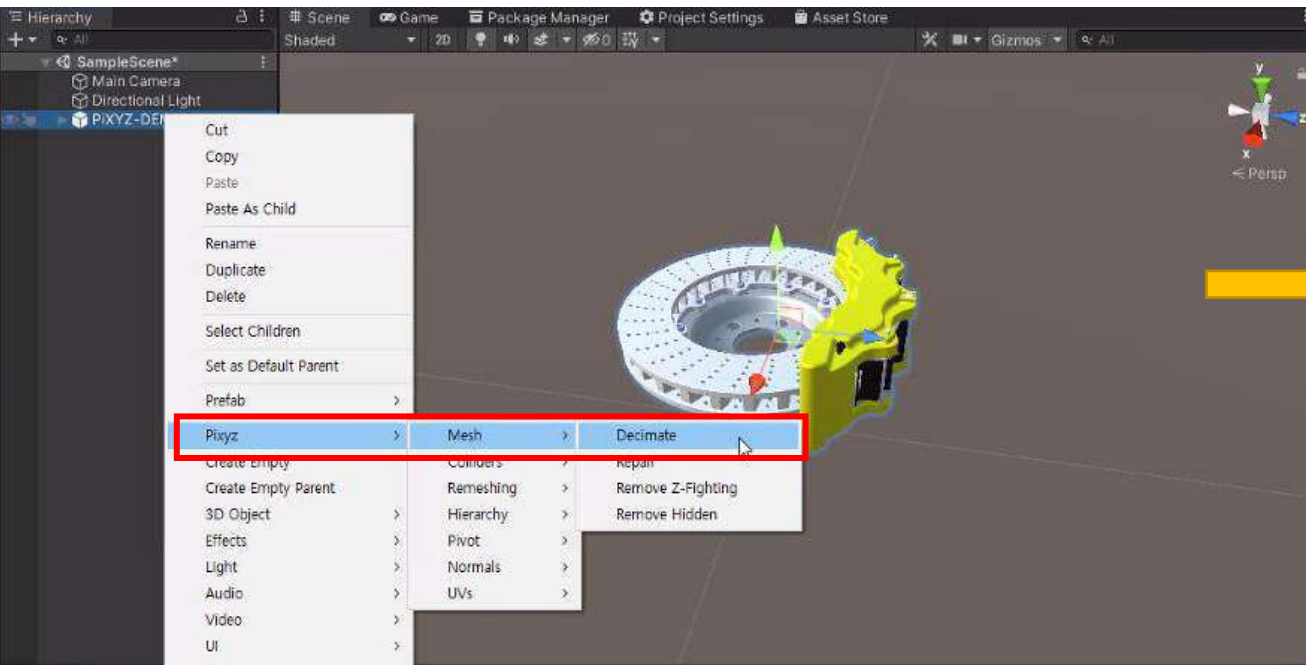 Hierarchy
Scene
Game
Package Manager
Project Settings
Asset Store
All
Shaded
2D
0
Gizmos
All
SampleScene*
Main Camera
Directional Light
PiXYZ-DEM
y
z
x
Persp
Cut
Copy
Paste
Paste As Child
Rename
Duplicate
Delete
Select Children
Set as Default Parent
Prefab
Pixyz
Mesh
Decimate
Create Empty
Colliders
Repair
Create Empty Parent
Remeshing
Remove Z-Fighting
3D Object
Hierarchy
Remove Hidden
Effects
Pivot
Light
Normals
Audio
UVs
Video
UI